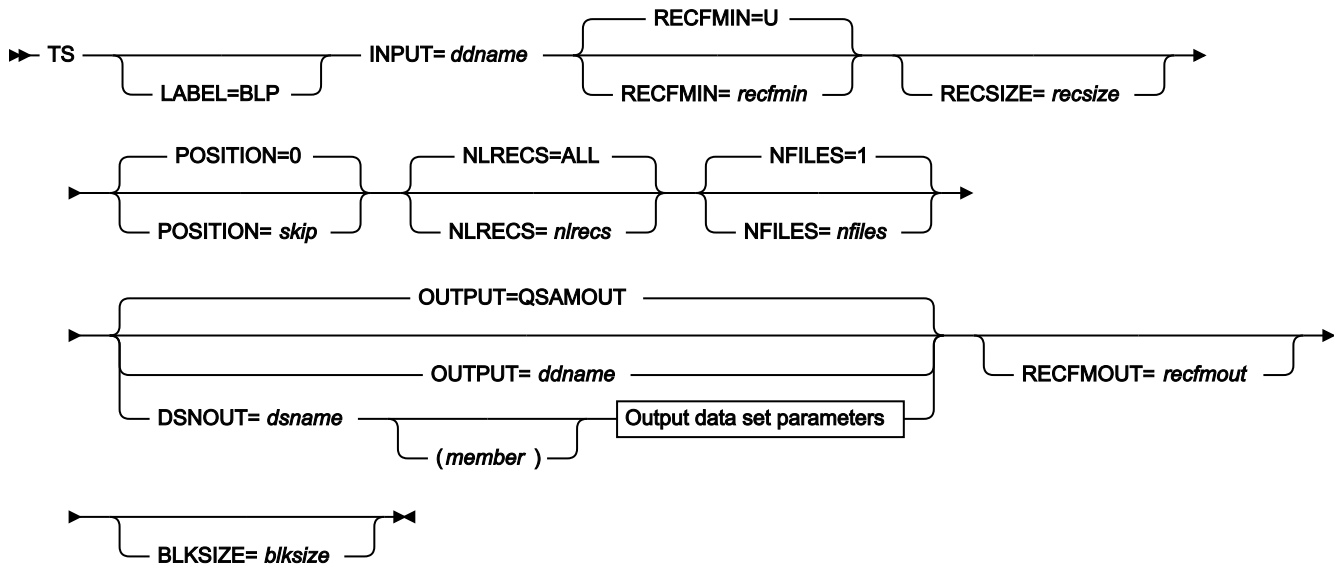 RECFMIN=U
TS INPUT= ddname
LABEL=BLP RECFMIN= recfmin RECSIZE= recsize
POSITION=0 NLRECS=ALL NFILES=1
POSITION= skip NLRECS= nlrecs NFILES= nfiles
OUTPUT=QSAMOUT
OUTPUT= ddname RECFMOUT= recfmout
DSNOUT= dsname Output data set parameters
(member )
BLKSIZE= blksize